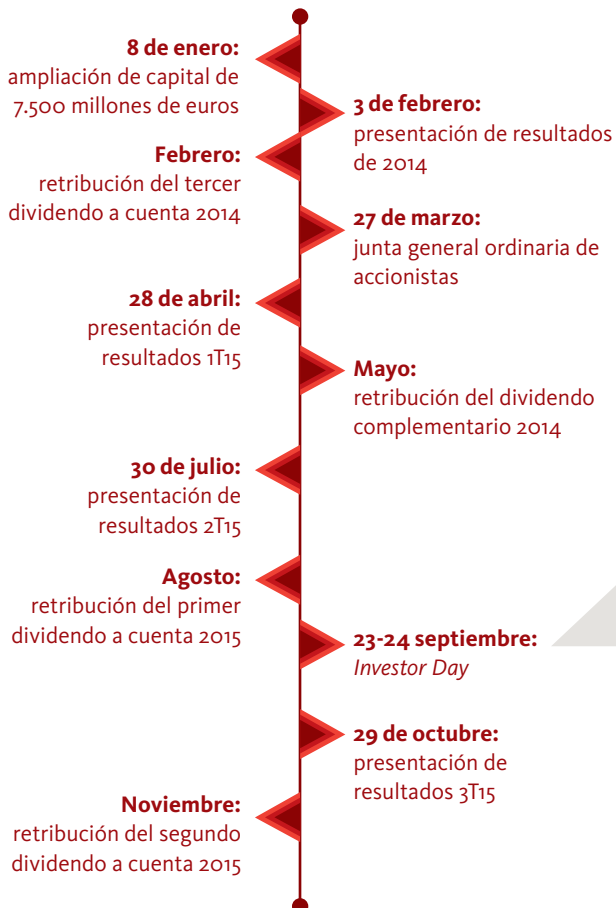 8 de enero:
ampliación de capital de
7.500 millones de euros
3 de febrero:
presentación de resultados
de 2014
Febrero:
retribución del tercer
dividendo a cuenta 2014
27 de marzo:
junta general ordinaria de
accionistas
28 de abril:
presentación de
resultados 1T15
Mayo:
retribución del dividendo
complementario 2014
30 de julio:
presentación de
resultados 2T15
Agosto:
retribución del primer
dividendo a cuenta 2015
23-24 septiembre:
Investor Day
29 de octubre:
presentación de
resultados 3T15
Noviembre:
retribución del segundo
dividendo a cuenta 2015